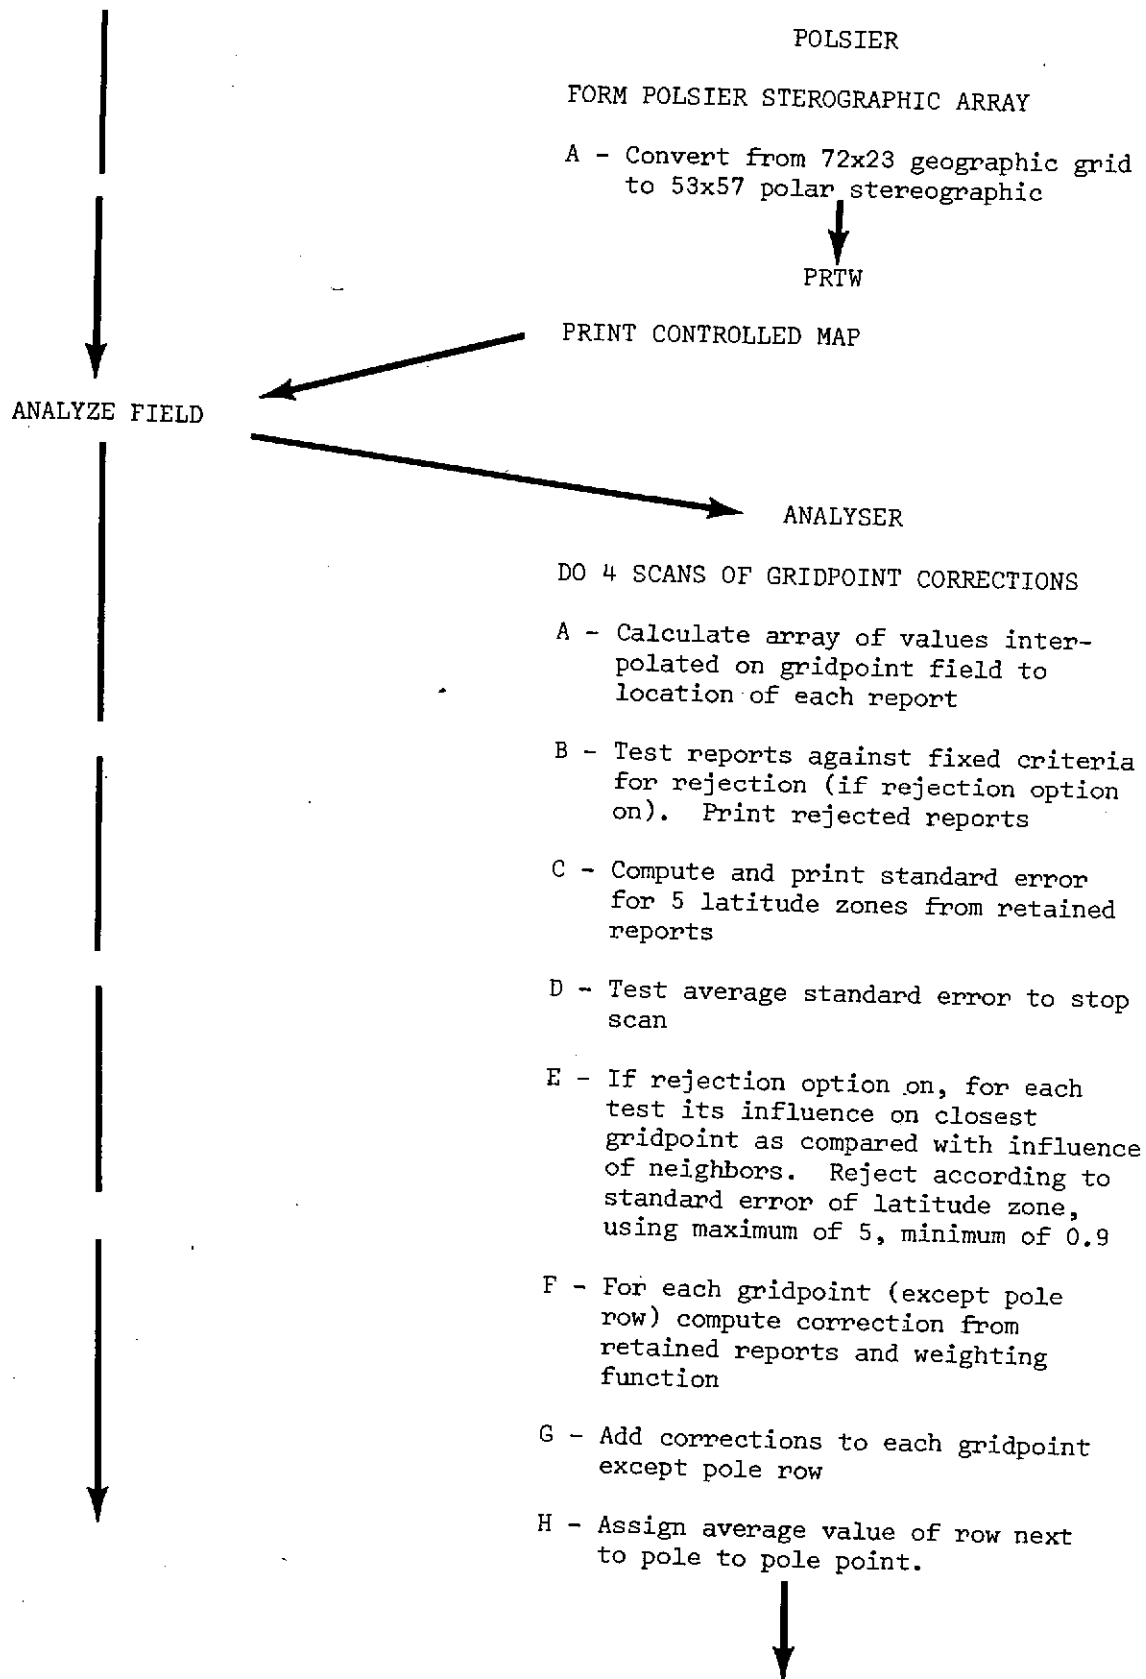 POLSIER
FORM POLSIER STEROGRAPHIC ARRAY
A - Convert from 72x23 geographic grid
to 53x57 polar stereographic
PRTW
PRINT CONTROLLED MAP
ANALYZE FIELD
ANALYSER
DO 4 SCANS OF GRIDPOINT CORRECTIONS
A - Calculate array of values inter-
polated on gridpoint field to
location of each report
B - Test reports against fixed criteria
for rejection (if rejection option
on). Print rejected reports
C - Compute and print standard error
for 5 latitude zones from retained
reports
D - Test average standard error to stop
scan
E - If rejection option on, for each
test its influence on closest
gridpoint as compared with influence
of neighbors. Reject according to
standard error of latitude zone,
using maximum of 5, minimum of 0.9
F - For each gridpoint (except pole
row) compute correction from
retained reports and weighting
function
G - Add corrections to each gridpoint
except pole row
H - Assign average value of row next
to pole to pole point.